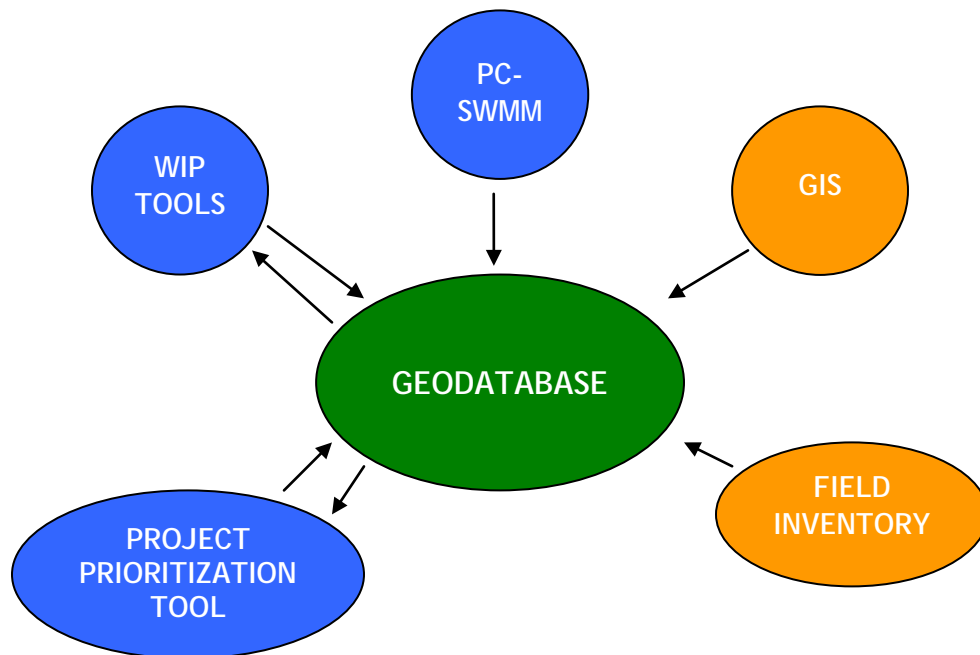 PC-
SWMM
WIP
TOOLS
GIS
GEODATABASE
FIELD
INVENTORY
PROJECT
PRIORITIZATION
TOOL